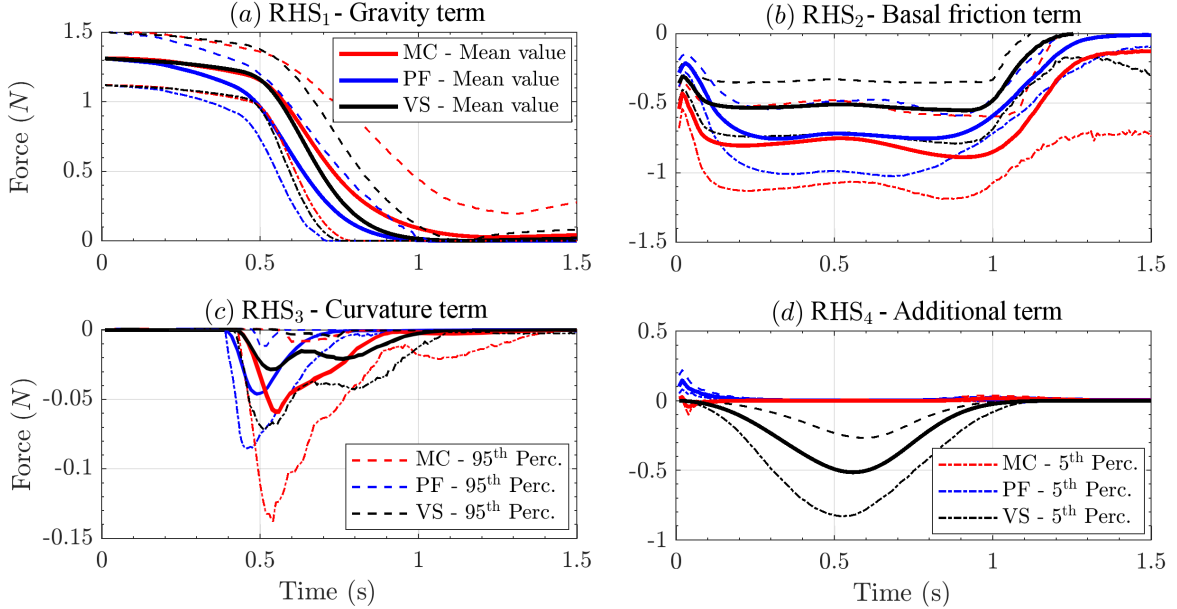 (a) RHS₁ - Gravity term
1.5
1
0.5
0
Force (N)
MC - Mean value
PF - Mean value
VS - Mean value
0 0.5 1 1.5
(b) RHS₂ - Basal friction term
0
-0.5
-1
-1.5
0 0.5 1 1.5
(c) RHS₃ - Curvature term
0
-0.05
-0.1
-0.15
Force (N)
MC - 95th Perc.
PF - 95th Perc.
VS - 95th Perc.
0 0.5 1 1.5
Time (s)
(d) RHS₄ - Additional term
0.5
0
-0.5
-1
MC - 5th Perc.
PF - 5th Perc.
VS - 5th Perc.
0 0.5 1 1.5
Time (s)